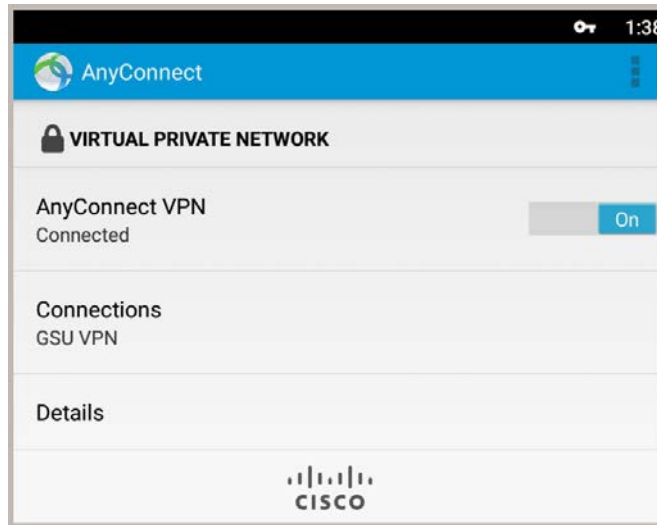 1:38
AnyConnect
VIRTUAL PRIVATE NETWORK
AnyConnect VPN
Connected
On
Connections
GSU VPN
Details
CISCO